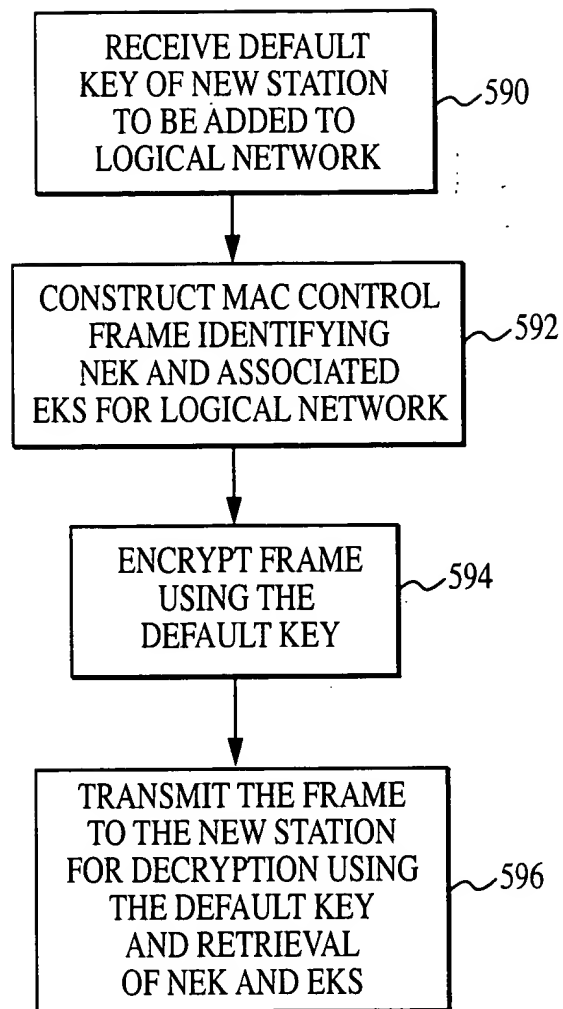 RECEIVE DEFAULT
KEY OF NEW STATION
TO BE ADDED TO
LOGICAL NETWORK
590
CONSTRUCT MAC CONTROL
FRAME IDENTIFYING
NEK AND ASSOCIATED
EKS FOR LOGICAL NETWORK
592
ENCRYPT FRAME
USING THE
DEFAULT KEY
594
TRANSMIT THE FRAME
TO THE NEW STATION
FOR DECRYPTION USING
THE DEFAULT KEY
AND RETRIEVAL
OF NEK AND EKS
596